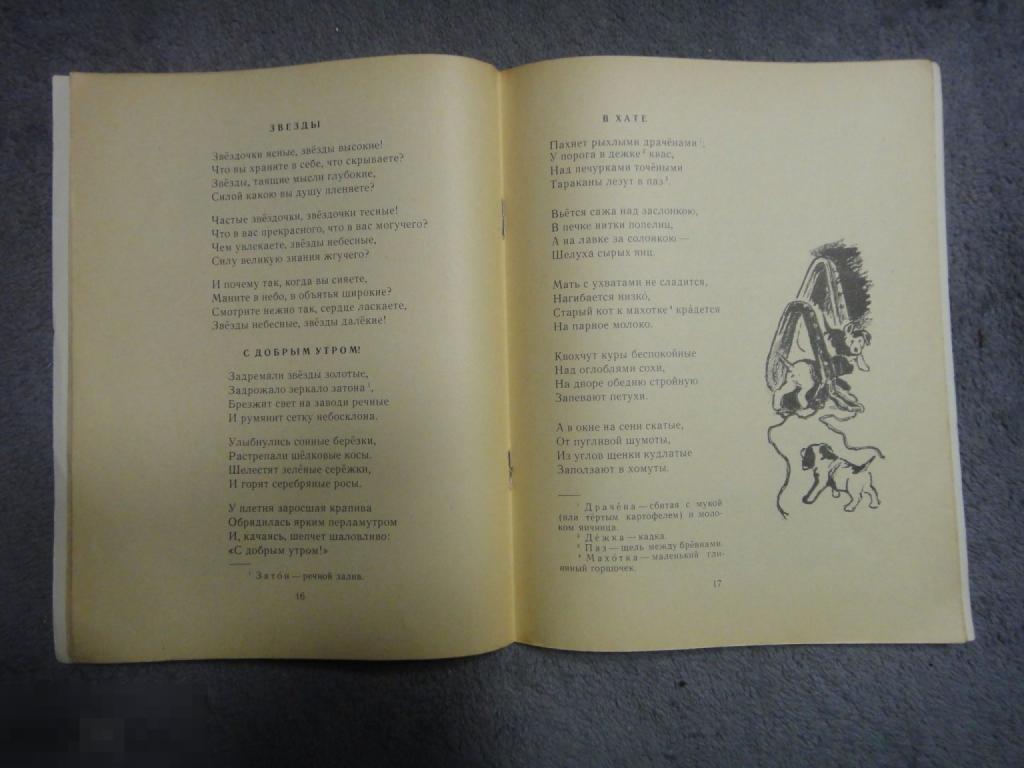 ЗВЕЗДЫ
Звёздочки ясные, звёзды высокие!
Что вы храните в себе, что скрываете?
Звёзды, таящие мысли глубокие,
Силой какою вы душу пленяете?
Частые звёздочки, звёздочки тесные!
Что в вас прекрасного, что в вас могучего?
Чем увлекаете, звёзды небесные,
Силу великую знания жгучего?
И почему так, когда вы сияете,
Маните в небо, в объятья широкие?
Смотрите нежно так, сердце ласкаете,
Звёзды небесные, звёзды далёкие!
С ДОБРЫМ УТРОМ!
Задремали звёзды золотые,
Задрожало зеркало затона¹,
Брезжит свет на заводи речные
И румянит сетку небосклона.
Улыбнулись сонные берёзки,
Растрепали шёлковые косы.
Шелестят зелёные серёжки,
И горят серебряные росы.
У плетня заросшая крапива
Обрядилась ярким перламутром
И, качаясь, шепчет шаловливо:
«С добрым утром!»
¹ Зато́н — речной залив.
16
В ХАТЕ
Пахнет рыхлыми драчёнами¹,
У порога в дежке² квас,
Над печурками точёными
Тараканы лезут в паз³.
Вьётся сажа над заслонкою,
В печке нитки попелиц,
А на лавке за солонкою —
Шелуха сырых яиц.
Мать с ухватами не сладится,
Нагибается низко́,
Старый кот к махотке⁴ кра́дется
На парное молоко.
Квохчут куры беспокойные
Над оглоблями сохи,
На дворе обедню стройную
Запевают петухи.
А в окне на сени скатые,
От пугливой шумоты,
Из углов щенки кудлатые
Заползают в хомуты.
¹ Драчёна — сбитая с мукой
(или тёртым картофелем) и моло-
ком яичница.
² Дёжка — кадка.
³ Паз — щель между брёвнами.
⁴ Махо́тка — маленький гли-
няный горшочек.
17